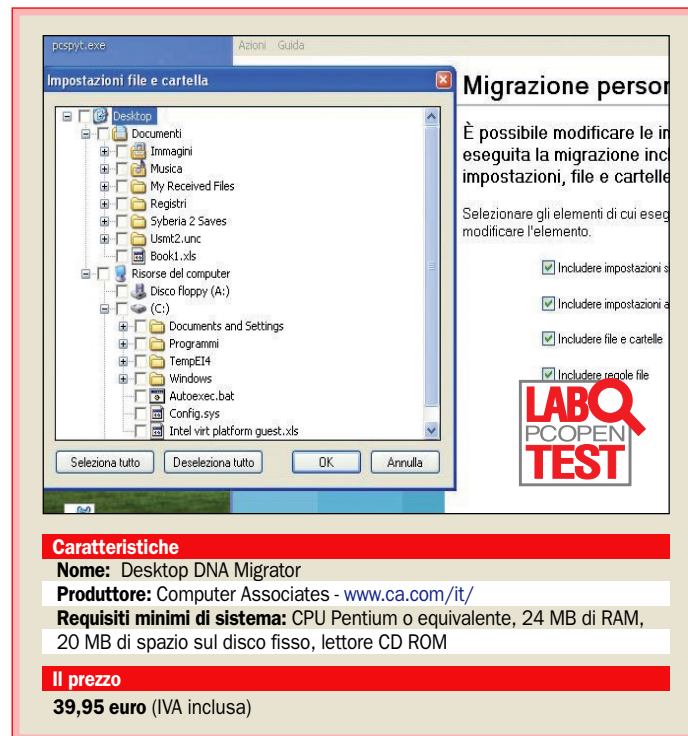 pcspyt.exe
Azioni Guida
Impostazioni file e cartella
Desktop
Documenti
Immagini
Musica
My Received Files
Registri
Syberia 2 Saves
Usmt2.unc
Book1.xls
Risorse del computer
Disco floppy (A:)
(C:)
Documents and Settings
Programmi
TempEI4
Windows
Autoexec.bat
Config.sys
Intel virt platform guest.xls
Seleziona tutto
Deseleziona tutto
OK
Annulla
Migrazione person
È possibile modificare le in
eseguita la migrazione incl
impostazioni, file e cartelle
Selezionare gli elementi di cui eseg
modificare l'elemento.
Includere impostazioni s
Includere impostazioni a
Includere file e cartelle
Includere regole file
LAB
PCOPEN
TEST
Caratteristiche
Nome: Desktop DNA Migrator
Produttore: Computer Associates - www.ca.com/it/
Requisiti minimi di sistema: CPU Pentium o equivalente, 24 MB di RAM,
20 MB di spazio sul disco fisso, lettore CD ROM
Il prezzo
39,95 euro (IVA inclusa)